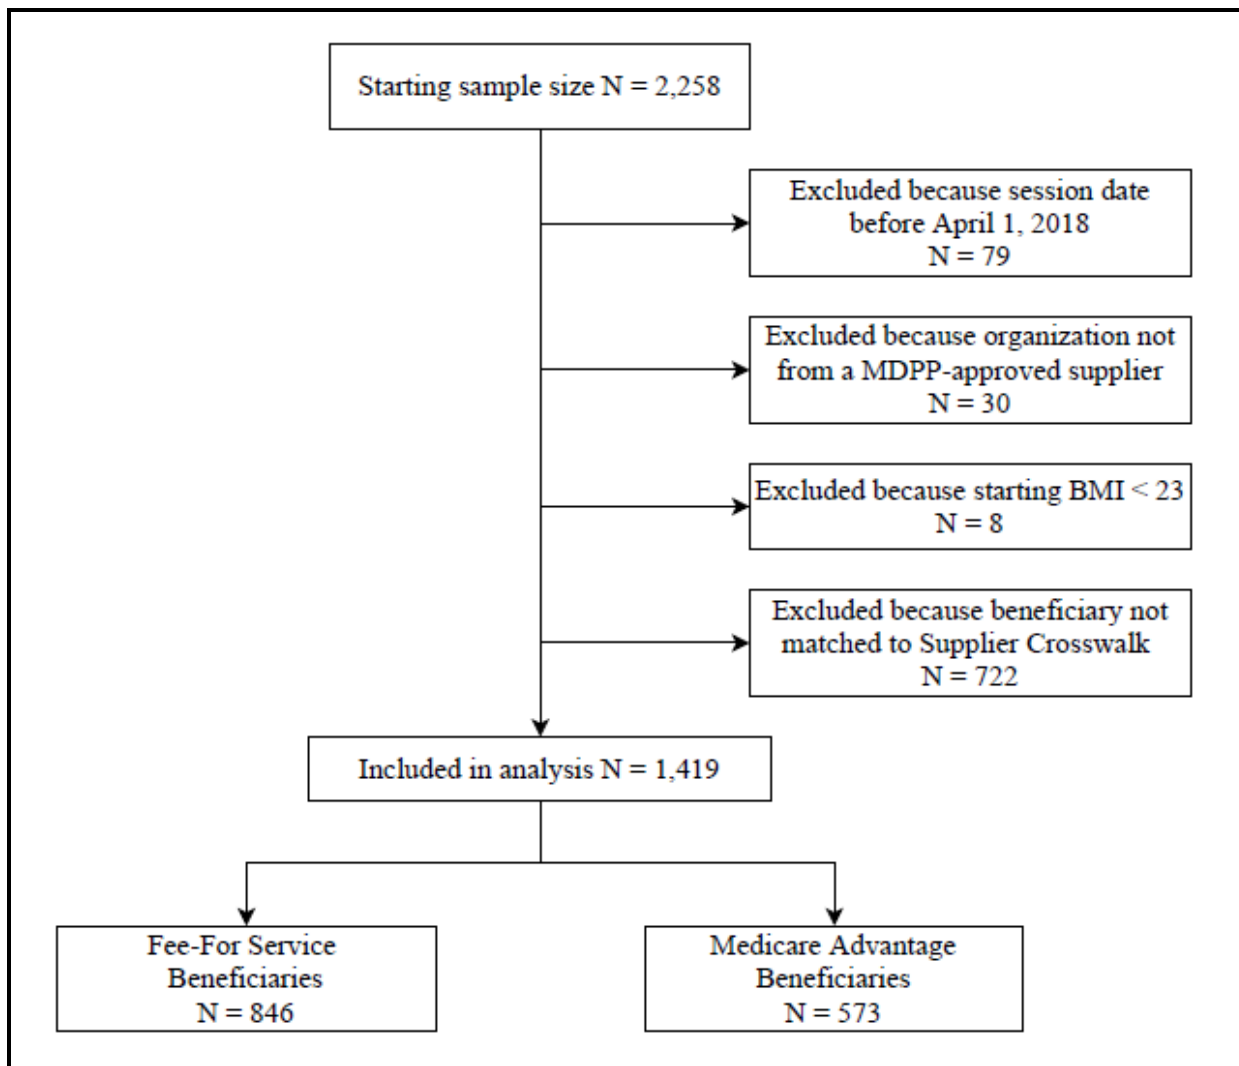 Starting sample size N = 2,258
Excluded because session date
before April 1, 2018
N = 79
Excluded because organization not
from a MDPP-approved supplier
N = 30
Excluded because starting BMI < 23
N = 8
Excluded because beneficiary not
matched to Supplier Crosswalk
N = 722
Included in analysis N = 1,419
Fee-For Service
Beneficiaries
N = 846
Medicare Advantage
Beneficiaries
N = 573